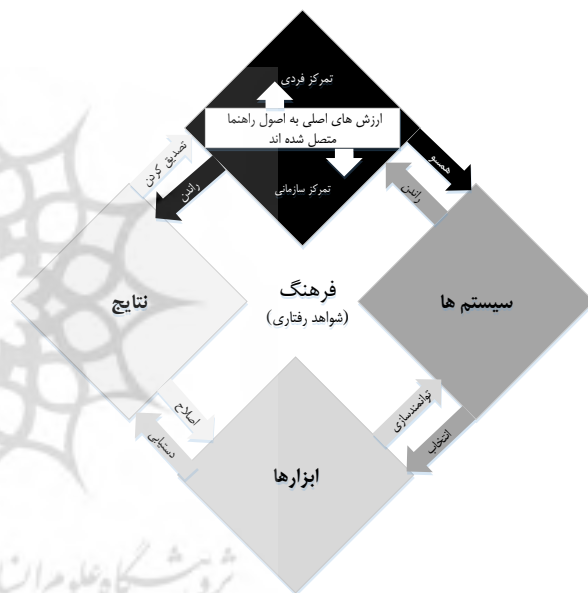 تمرکز فردی
ارزش های اصلی به اصول راهنما
متصل شده اند
تمرکز سازمانی
تصدیق کردن
راندن
همسو
راندن
نتایج
فرهنگ
(شواهد رفتاری)
سیستم ها
اصلاح
دستیابی
توانمندسازی
انتخاب
ابزارها